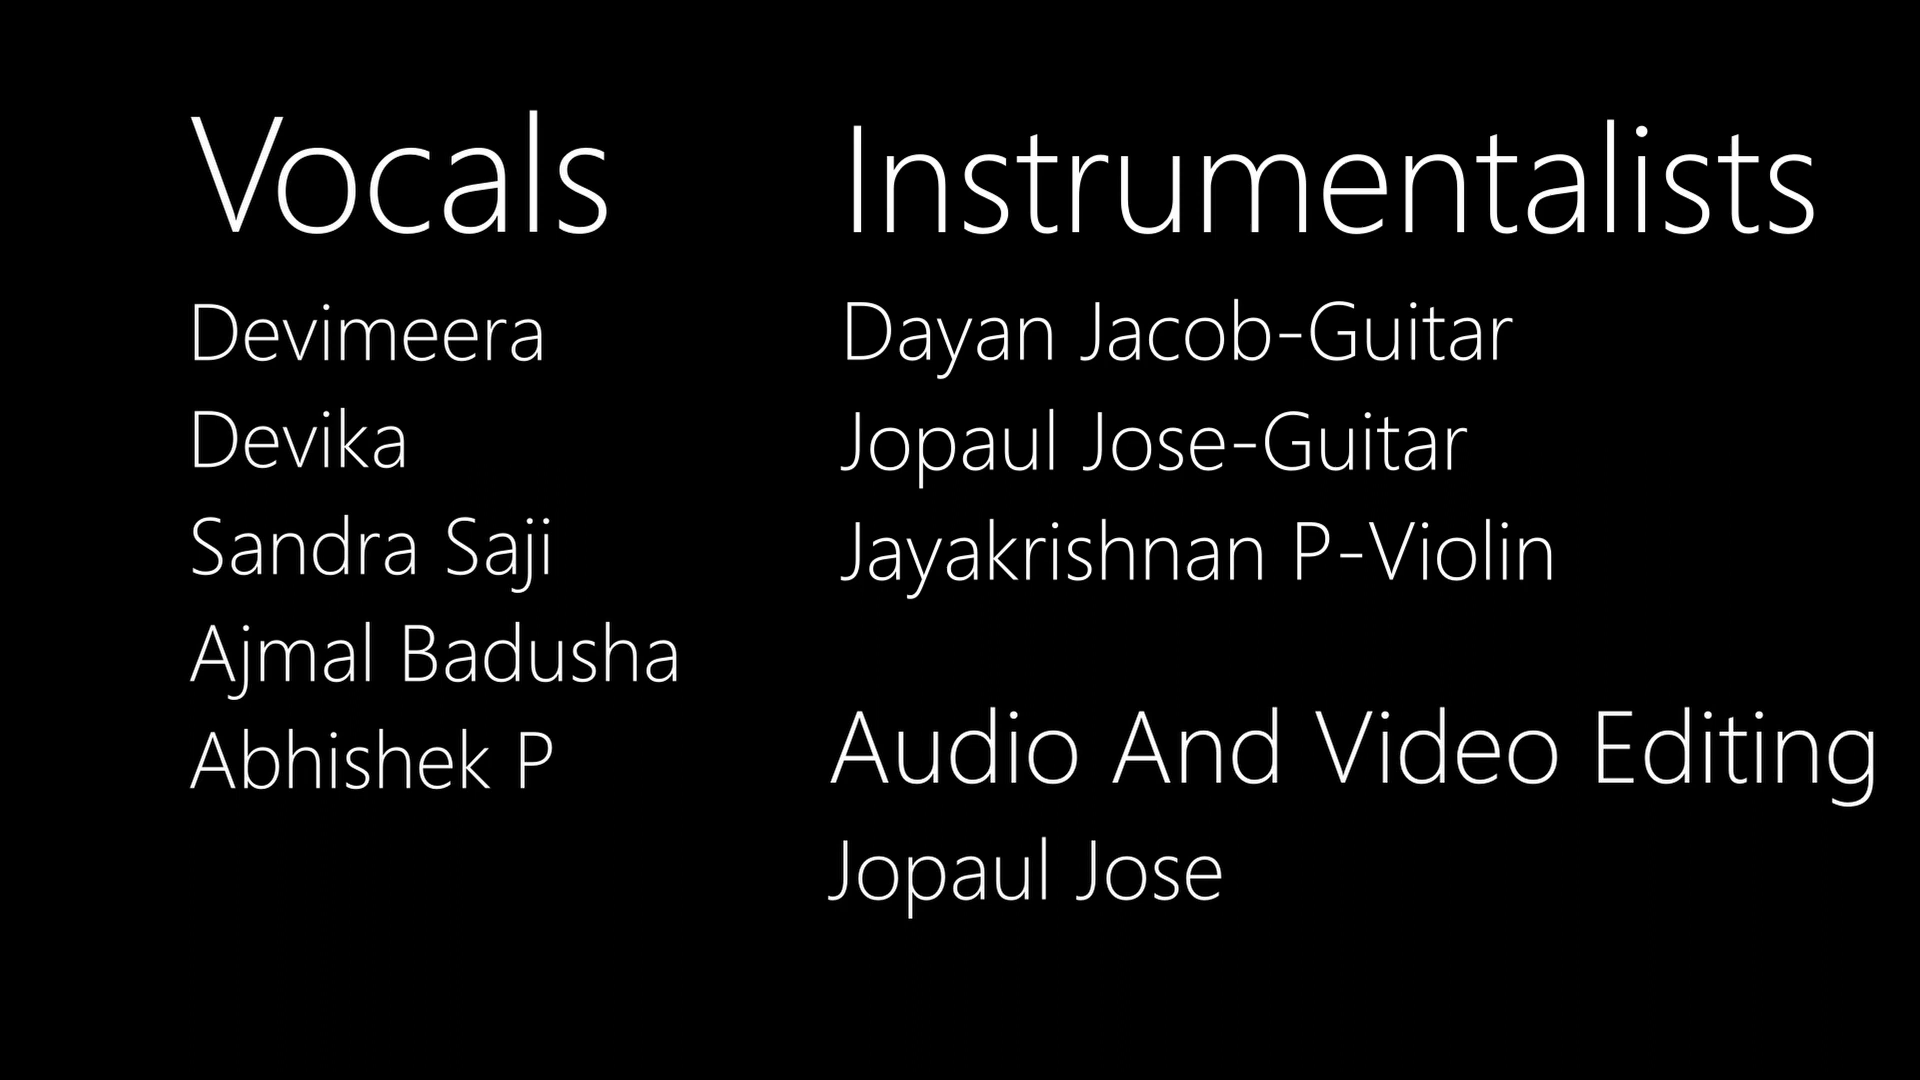 Vocals
Devimeera
Devika
Sandra Saji
Ajmal Badusha
Abhishek P
Instrumentalists
Dayan Jacob-Guitar
Jopaul Jose-Guitar
Jayakrishnan P-Violin
Audio And Video Editing
Jopaul Jose